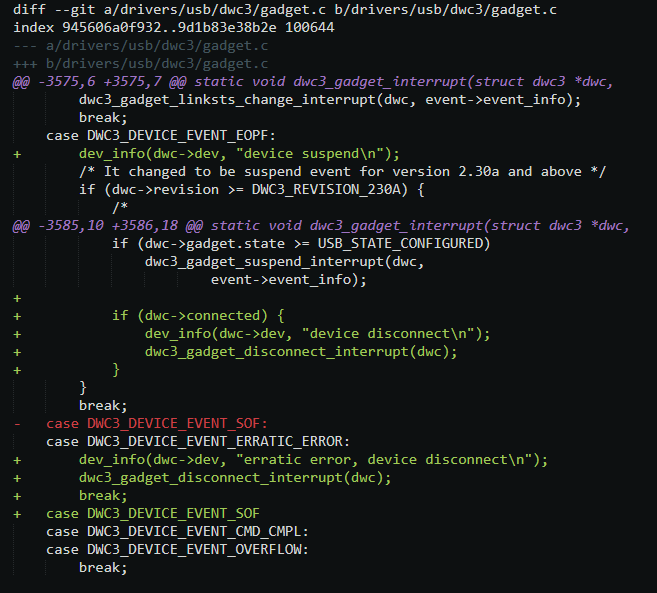 diff --git a/drivers/usb/dwc3/gadget.c b/drivers/usb/dwc3/gadget.c
index 945606a0f932..9d1b83e38b2e 100644
--- a/drivers/usb/dwc3/gadget.c
+++ b/drivers/usb/dwc3/gadget.c
@@ -3575,6 +3575,7 @@ static void dwc3_gadget_interrupt(struct dwc3 *dwc,
        dwc3_gadget_linksts_change_interrupt(dwc, event->event_info);
        break;
    case DWC3_DEVICE_EVENT_EOPF:
+       dev_info(dwc->dev, "device suspend\n");
        /* It changed to be suspend event for version 2.30a and above */
        if (dwc->revision >= DWC3_REVISION_230A) {
            /*
@@ -3585,10 +3586,18 @@ static void dwc3_gadget_interrupt(struct dwc3 *dwc,
            if (dwc->gadget.state >= USB_STATE_CONFIGURED)
                dwc3_gadget_suspend_interrupt(dwc,
                        event->event_info);
+
+           if (dwc->connected) {
+               dev_info(dwc->dev, "device disconnect\n");
+               dwc3_gadget_disconnect_interrupt(dwc);
+           }
        }
        break;
-   case DWC3_DEVICE_EVENT_SOF:
    case DWC3_DEVICE_EVENT_ERRATIC_ERROR:
+       dev_info(dwc->dev, "erratic error, device disconnect\n");
+       dwc3_gadget_disconnect_interrupt(dwc);
+       break;
+   case DWC3_DEVICE_EVENT_SOF
    case DWC3_DEVICE_EVENT_CMD_CMPL:
    case DWC3_DEVICE_EVENT_OVERFLOW:
        break;